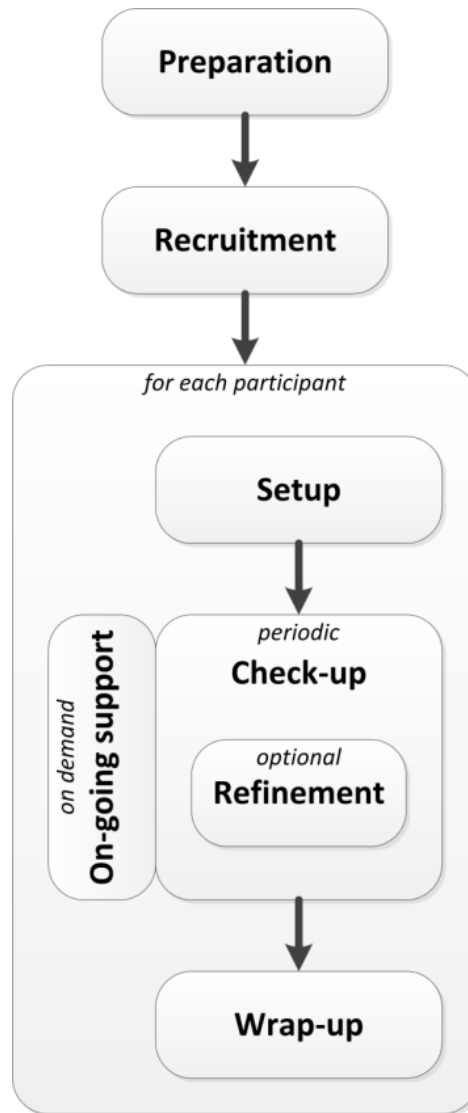 Preparation
Recruitment
for each participant
Setup
on demand
On-going support
periodic
Check-up
optional
Refinement
Wrap-up